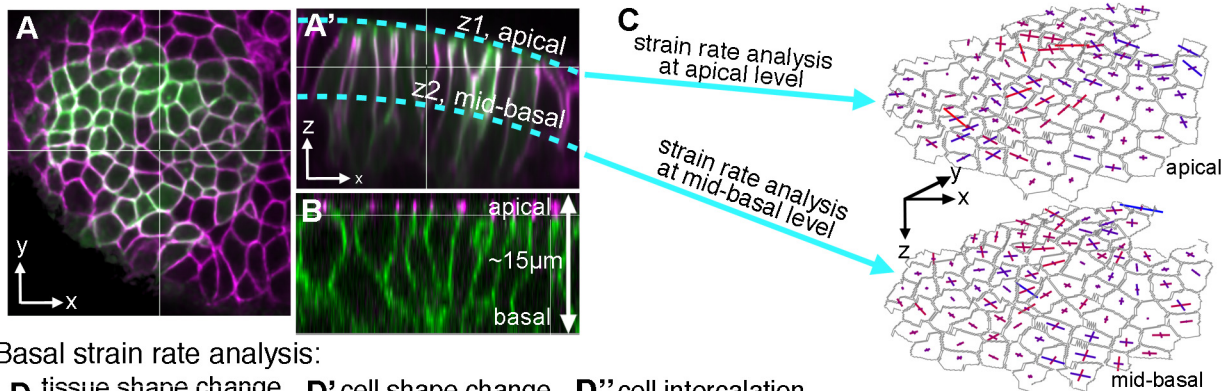 A
y
x
A'
z1, apical
z2, mid-basal
z
x
B
apical
~15µm
basal
C
strain rate analysis
at apical level
strain rate analysis
at mid-basal level
apical
y
x
z
mid-basal
Basal strain rate analysis:
D tissue shape change
D' cell shape change
D'' cell intercalation